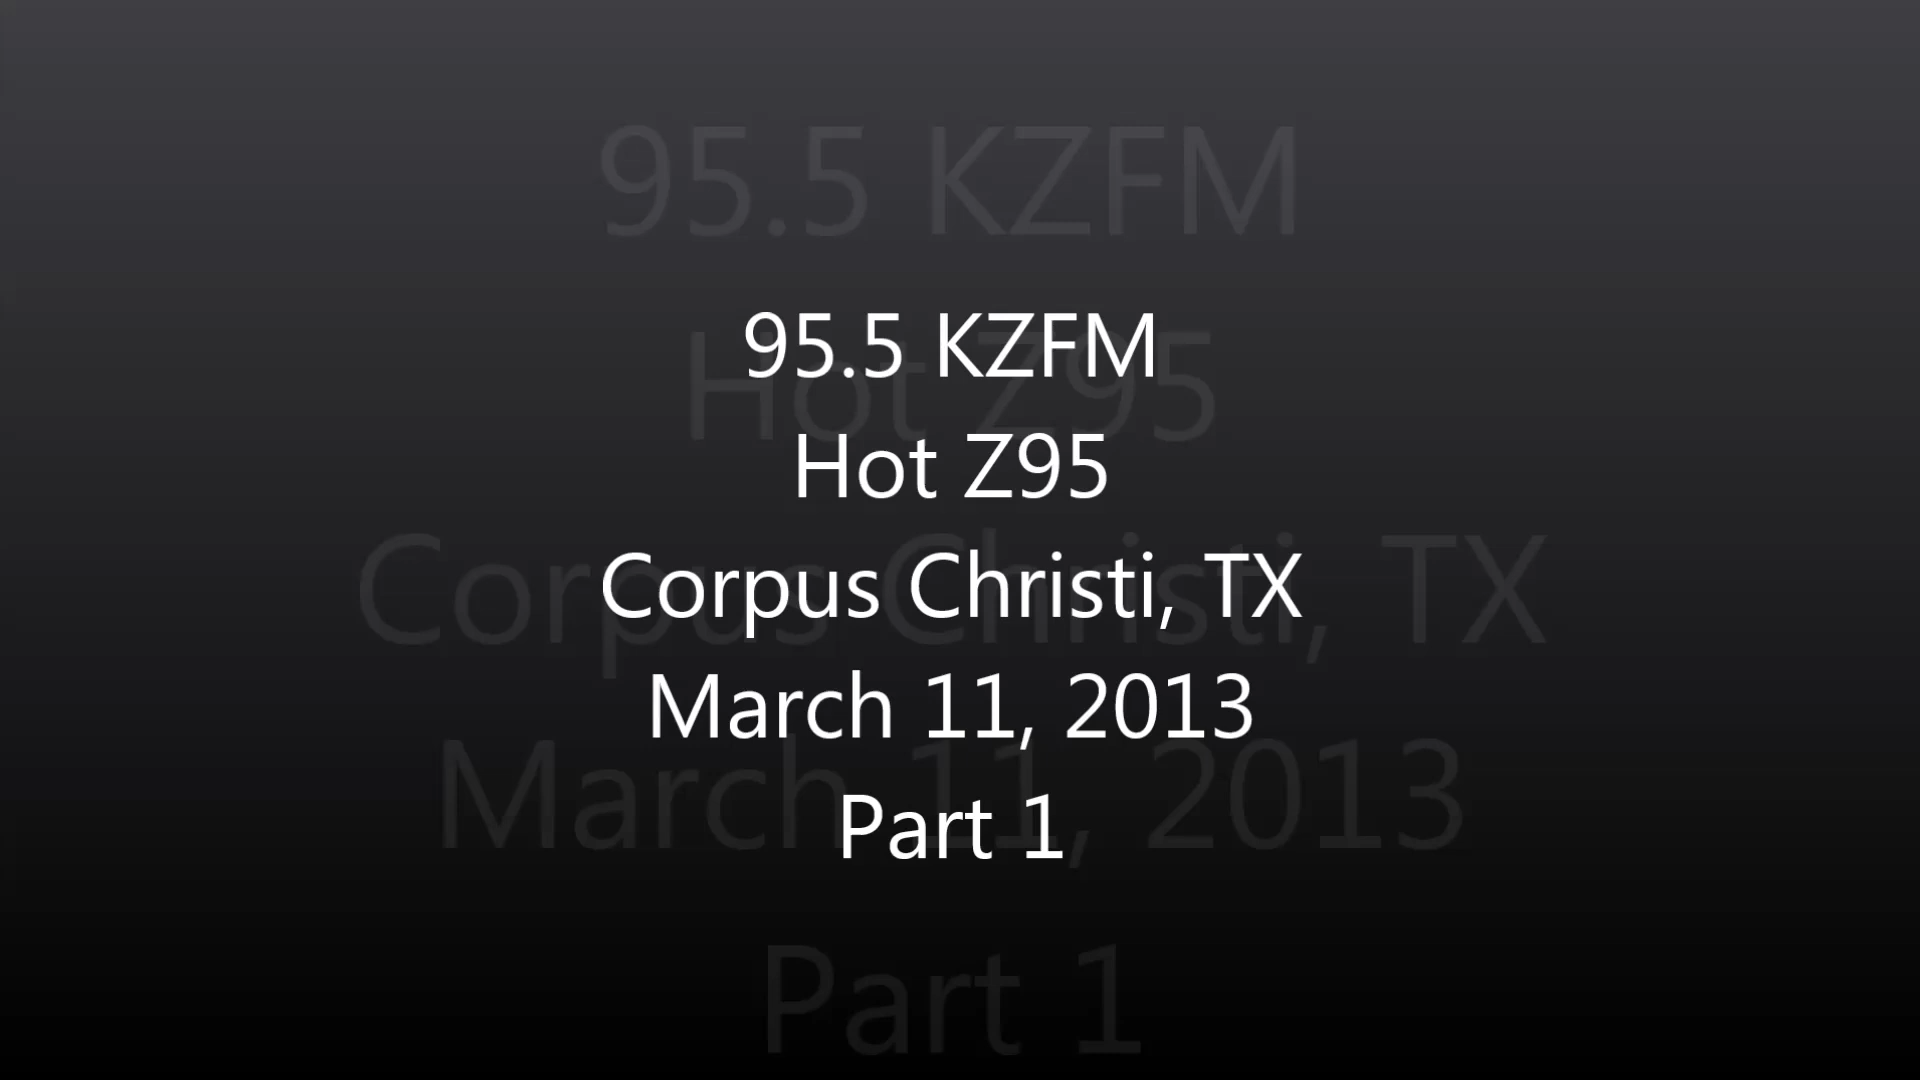 95.5 KZFM
Hot Z95
Corpus Christi, TX
March 11, 2013
Part 1